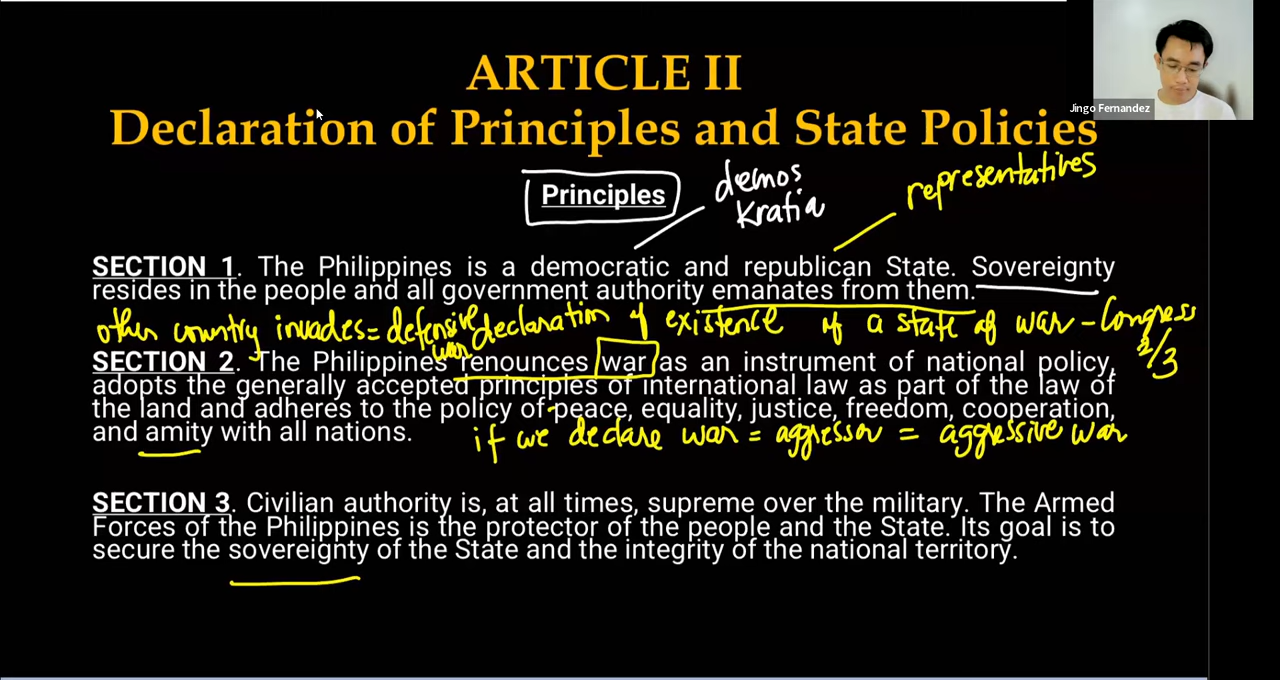 ARTICLE II
Declaration of Principles and State Policies
Jingo Fernandez
Principles
demos
kratia
representatives
SECTION 1. The Philippines is a democratic and republican State. Sovereignty
resides in the people and all government authority emanates from them.
other country invades = defensive war
declaration of existence of a state of war - Congress
2/3
SECTION 2. The Philippines renounces war as an instrument of national policy,
adopts the generally accepted principles of international law as part of the law of
the land and adheres to the policy of peace, equality, justice, freedom, cooperation,
and amity with all nations.
if we declare war = aggressor = aggressive war
SECTION 3. Civilian authority is, at all times, supreme over the military. The Armed
Forces of the Philippines is the protector of the people and the State. Its goal is to
secure the sovereignty of the State and the integrity of the national territory.